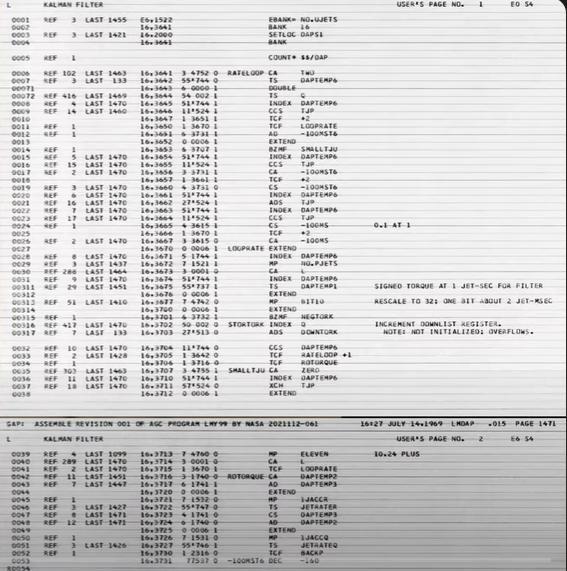 L KALMAN FILTER USER'S PAGE NO. 1 E0 S4
0001 REF 3 LAST 1455 E6,1522 EBANK= NO.UJETS
0002 16,3641 BANK 16
0003 REF 3 LAST 1421 16,2000 SETLOC DAPS1
0004 16,3641 BANK
0005 REF 1 COUNT* $$/DAP
0006 REF 102 LAST 1463 16,3641 3 4752 0 RATELOOP CA TWO
0007 REF 3 LAST 133 16,3642 55*744 0 TS DAPTEMP6
00071 16,3643 6 0000 1 DOUBLE
00072 REF 416 LAST 1469 16,3644 54 002 1 TS Q
0008 REF 4 LAST 1470 16,3645 51*744 1 INDEX DAPTEMP6
0009 REF 14 LAST 1460 16,3646 11*524 1 CCS TJP
0010 16,3647 1 3651 1 TCF +2
0011 REF 1 16,3650 1 3670 1 TCF LOOPRATE
0012 REF 1 16,3651 6 3731 1 AD -100MST6
0013 16,3652 0 0006 1 EXTEND
0014 REF 1 16,3653 6 3707 1 BZMF SMALLTJU
0015 REF 5 LAST 1470 16,3654 51*744 1 INDEX DAPTEMP6
0016 REF 15 LAST 1470 16,3655 11*524 1 CCS TJP
0017 REF 2 LAST 1470 16,3656 3 3731 1 CA -100MST6
0018 16,3657 1 3661 1 TCF +2
0019 REF 3 LAST 1470 16,3660 4 3731 0 CS -100MST6
0020 REF 6 LAST 1470 16,3661 51*744 1 INDEX DAPTEMP6
0021 REF 16 LAST 1470 16,3662 27*524 1 ADS TJP
0022 REF 7 LAST 1470 16,3663 51*744 1 INDEX DAPTEMP6
0023 REF 17 LAST 1470 16,3664 11*524 1 CCS TJP
0024 REF 1 16,3665 4 3615 1 CS -100MS 0.1 AT 1
0025 16,3666 1 3670 1 TCF +2
0026 REF 2 LAST 1470 16,3667 3 3615 0 CA -100MS
0027 16,3670 0 0006 1 LOOPRATE EXTEND
0028 REF 8 LAST 1470 16,3671 5 1744 1 INDEX DAPTEMP6
0029 REF 3 LAST 1437 16,3672 7 1521 1 MP NO.PJETS
0030 REF 288 LAST 1464 16,3673 3 0001 0 CA L
0031 REF 9 LAST 1470 16,3674 51*744 1 INDEX DAPTEMP6
00311 REF 29 LAST 1451 16,3675 55*737 1 TS DAPTEMP1 SIGNED TORQUE AT 1 JET-SEC FOR FILTER
00312 16,3676 0 0006 1 EXTEND
00313 REF 51 LAST 1410 16,3677 7 4742 0 MP BIT10 RESCALE TO 32; ONE BIT ABOUT 2 JET-MSEC
00314 16,3700 0 0006 1 EXTEND
00315 REF 1 16,3701 6 3732 1 BZMF NEGTORK
00316 REF 417 LAST 1470 16,3702 50 002 0 STORTORK INDEX Q INCREMENT DOWNLIST REGISTER.
00317 REF 7 LAST 133 16,3703 27*513 0 ADS DOWNTORK NOTE: NOT INITIALIZED; OVERFLOWS.
0032 REF 10 LAST 1470 16,3704 11*744 0 CCS DAPTEMP6
0033 REF 2 LAST 1428 16,3705 1 3642 0 TCF RATELOOP +1
0034 REF 1 16,3706 1 3716 0 TCF ROTORQUE
0035 REF 303 LAST 1463 16,3707 3 4755 1 SMALLTJU CA ZERO
0036 REF 11 LAST 1470 16,3710 51*744 1 INDEX DAPTEMP6
0037 REF 18 LAST 1470 16,3711 57*524 0 XCH TJP
0038 16,3712 0 0006 1 EXTEND
GAP: ASSEMBLE REVISION 001 OF AGC PROGRAM LMY99 BY NASA 2021112-061 16:27 JULY 14,1969 LMDAP .015 PAGE 1471
L KALMAN FILTER USER'S PAGE NO. 2 E6 S4
0039 REF 4 LAST 1099 16,3713 7 4760 0 MP ELEVEN 10.24 PLUS
0040 REF 289 LAST 1470 16,3714 3 0001 0 CA L
0041 REF 2 LAST 1470 16,3715 1 3670 1 TCF LOOPRATE
0042 REF 11 LAST 1451 16,3716 3 1740 0 ROTORQUE CA DAPTEMP2
0043 REF 7 LAST 1447 16,3717 6 1741 1 AD DAPTEMP3
0044 16,3720 0 0006 1 EXTEND
0045 REF 1 16,3721 7 1532 0 MP 1JACCR
0046 REF 3 LAST 1427 16,3722 55*747 0 TS JETRATER
0047 REF 8 LAST 1471 16,3723 4 1741 0 CS DAPTEMP3
0048 REF 12 LAST 1471 16,3724 6 1740 0 AD DAPTEMP2
0049 16,3725 0 0006 1 EXTEND
0050 REF 1 16,3726 7 1531 0 MP 1JACCQ
0051 REF 3 LAST 1426 16,3727 55*746 1 TS JETRATEQ
0052 REF 1 16,3730 1 2316 0 TCF BACKP
0053 16,3731 77537 0 -100MST6 DEC -160
R0054